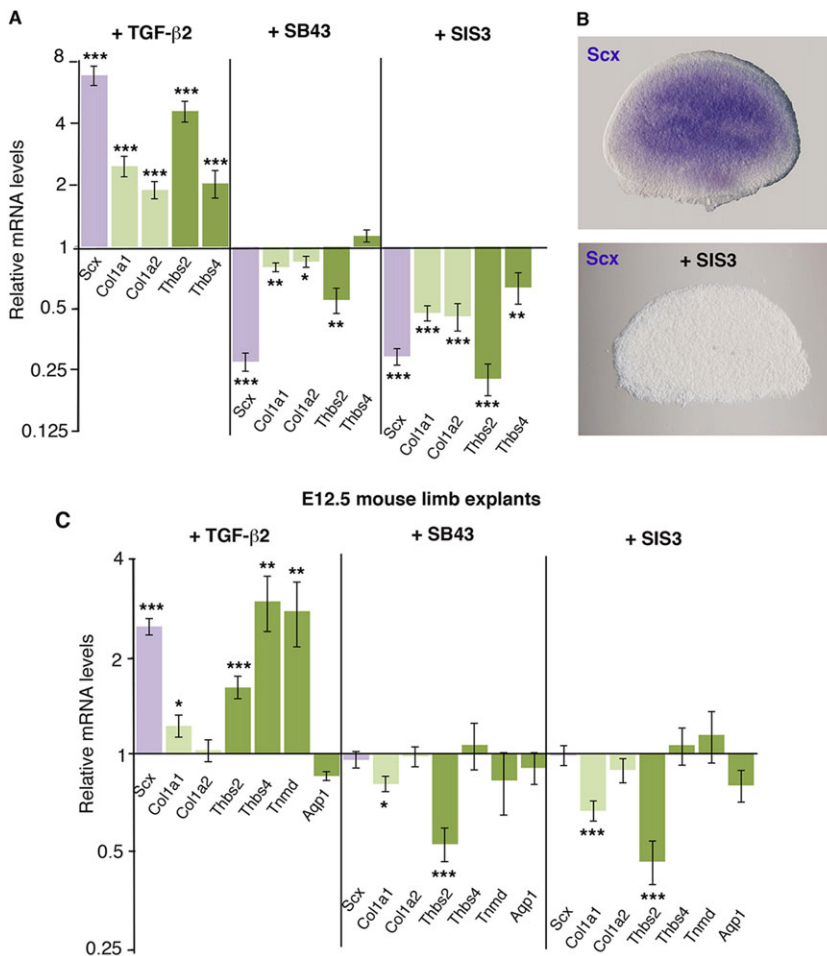 A
+ TGF-β2
+ SB43
+ SIS3
Relative mRNA levels
8
4
2
1
0.5
0.25
0.125
***
***
***
***
***
Scx
Col1a1
Col1a2
Thbs2
Thbs4
***
**
*
**
Scx
Col1a1
Col1a2
Thbs2
Thbs4
***
***
***
***
**
Scx
Col1a1
Col1a2
Thbs2
Thbs4
B
Scx
Scx + SIS3
E12.5 mouse limb explants
C
+ TGF-β2
+ SB43
+ SIS3
Relative mRNA levels
4
2
1
0.5
0.25
***
*
***
**
**
Scx
Col1a1
Col1a2
Thbs2
Thbs4
Tnmd
Aqp1
*
***
Scx
Col1a1
Col1a2
Thbs2
Thbs4
Tnmd
Aqp1
***
***
Scx
Col1a1
Col1a2
Thbs2
Thbs4
Tnmd
Aqp1